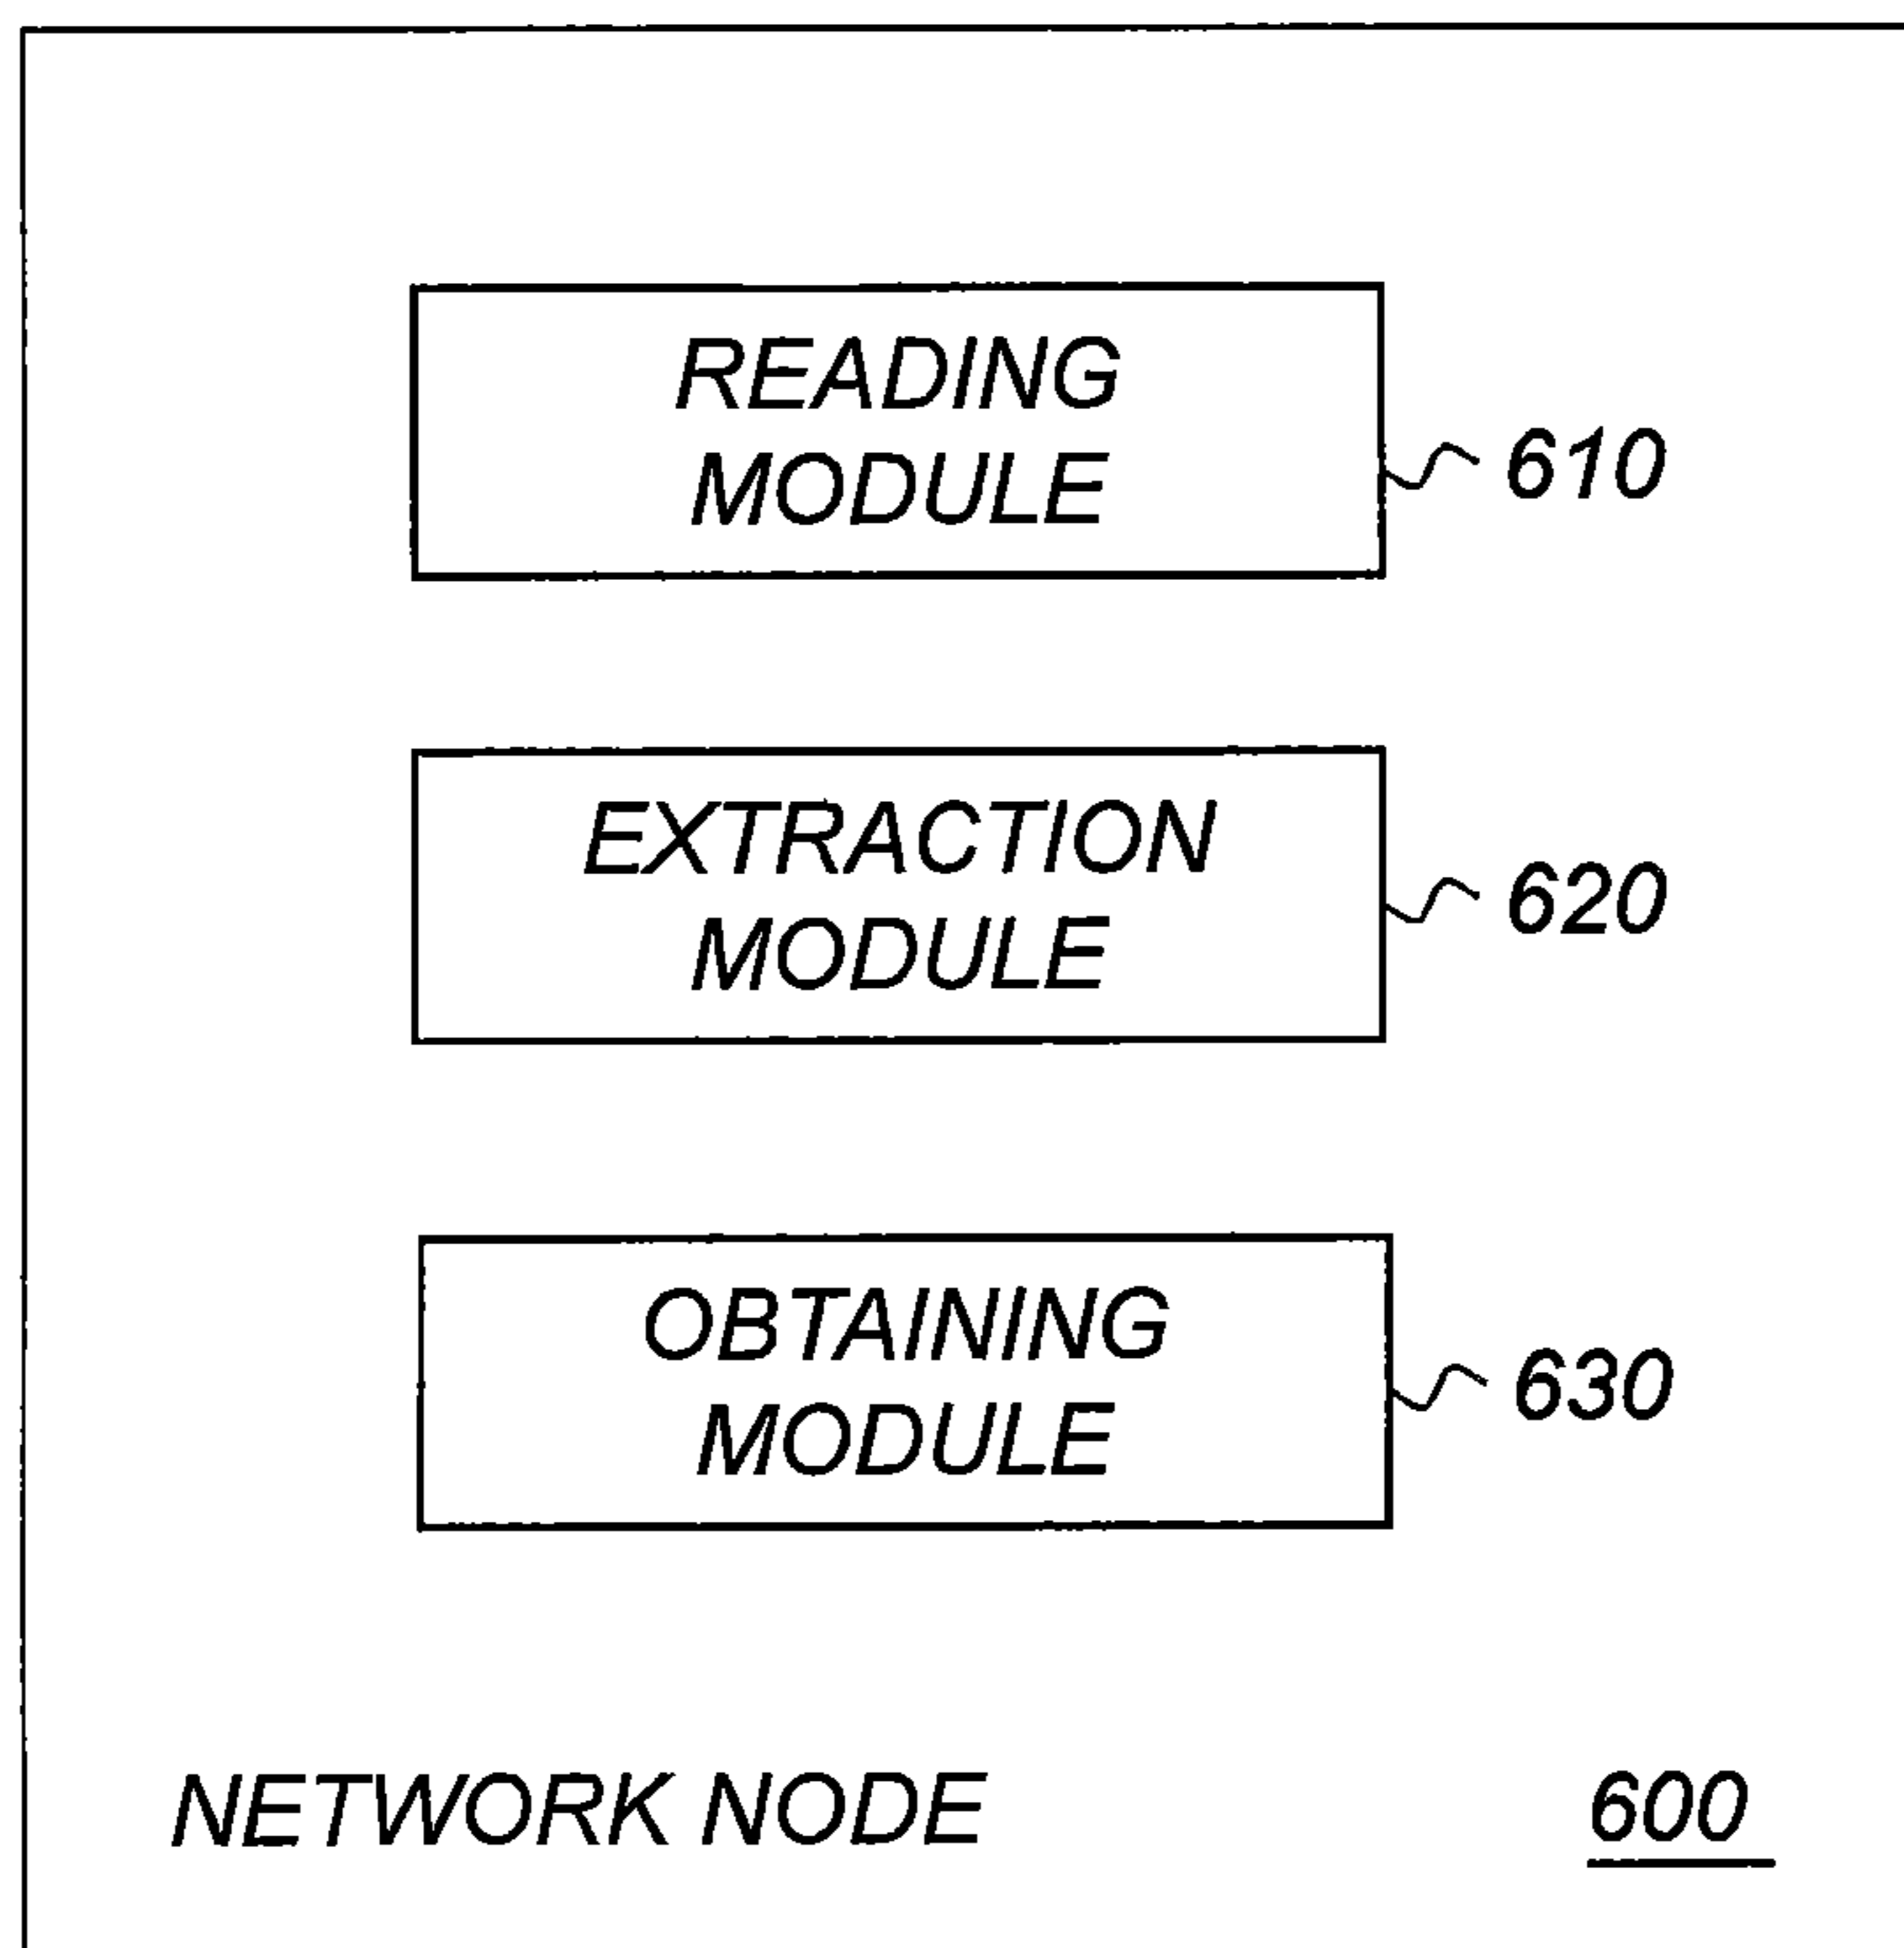 READING
MODULE
610
EXTRACTION
MODULE
620
OBTAINING
MODULE
630
NETWORK NODE
600